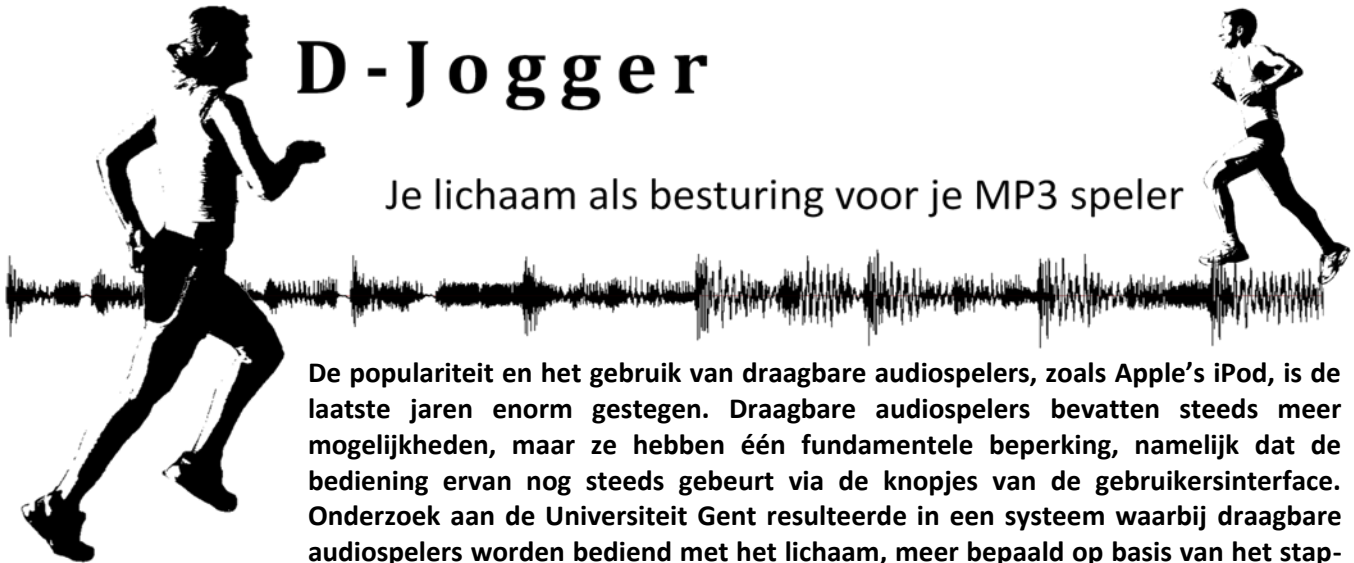 D-Jogger
Je lichaam als besturing voor je MP3 speler
De populariteit en het gebruik van draagbare audiospelers, zoals Apple’s iPod, is de
laatste jaren enorm gestegen. Draagbare audiospelers bevatten steeds meer
mogelijkheden, maar ze hebben één fundamentele beperking, namelijk dat de
bediening ervan nog steeds gebeurt via de knopjes van de gebruikersinterface.
Onderzoek aan de Universiteit Gent resulteerde in een systeem waarbij draagbare
audiospelers worden bediend met het lichaam, meer bepaald op basis van het stap-